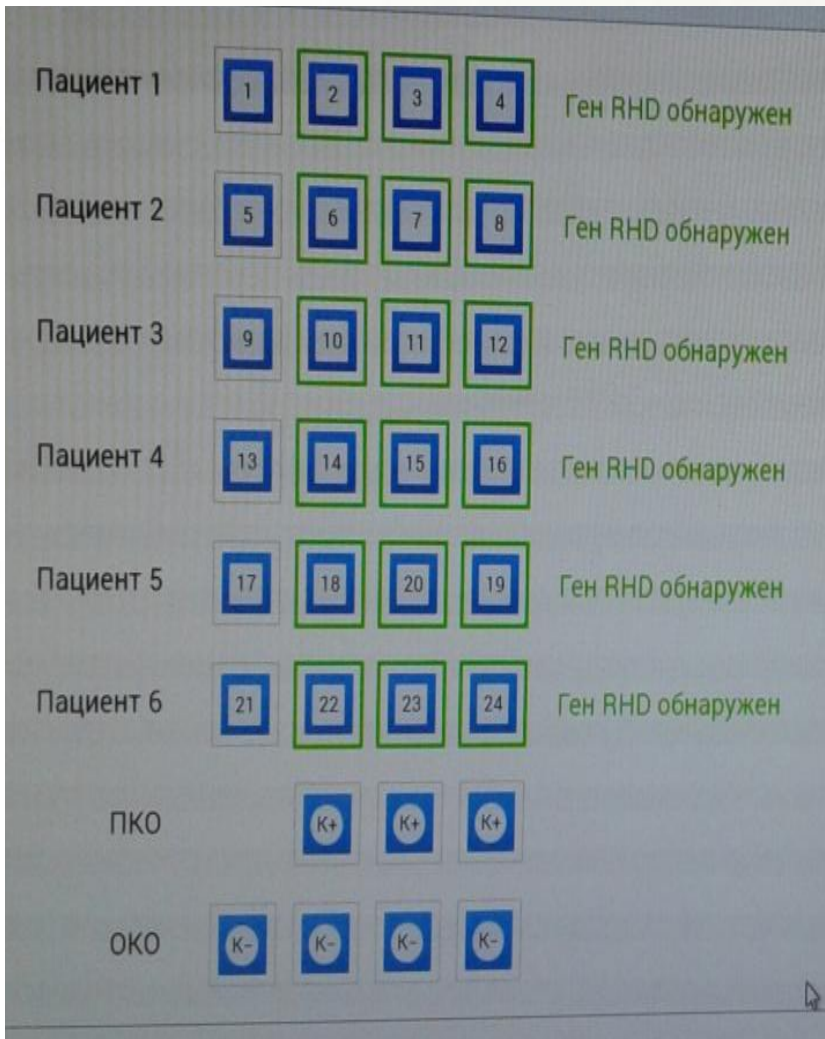 Пациент 1 1 2 3 4 Ген RHD обнаружен
Пациент 2 5 6 7 8 Ген RHD обнаружен
Пациент 3 9 10 11 12 Ген RHD обнаружен
Пациент 4 13 14 15 16 Ген RHD обнаружен
Пациент 5 17 18 20 19 Ген RHD обнаружен
Пациент 6 21 22 23 24 Ген RHD обнаружен
ПКО К+ К+ К+
ОКО К- К- К- К-